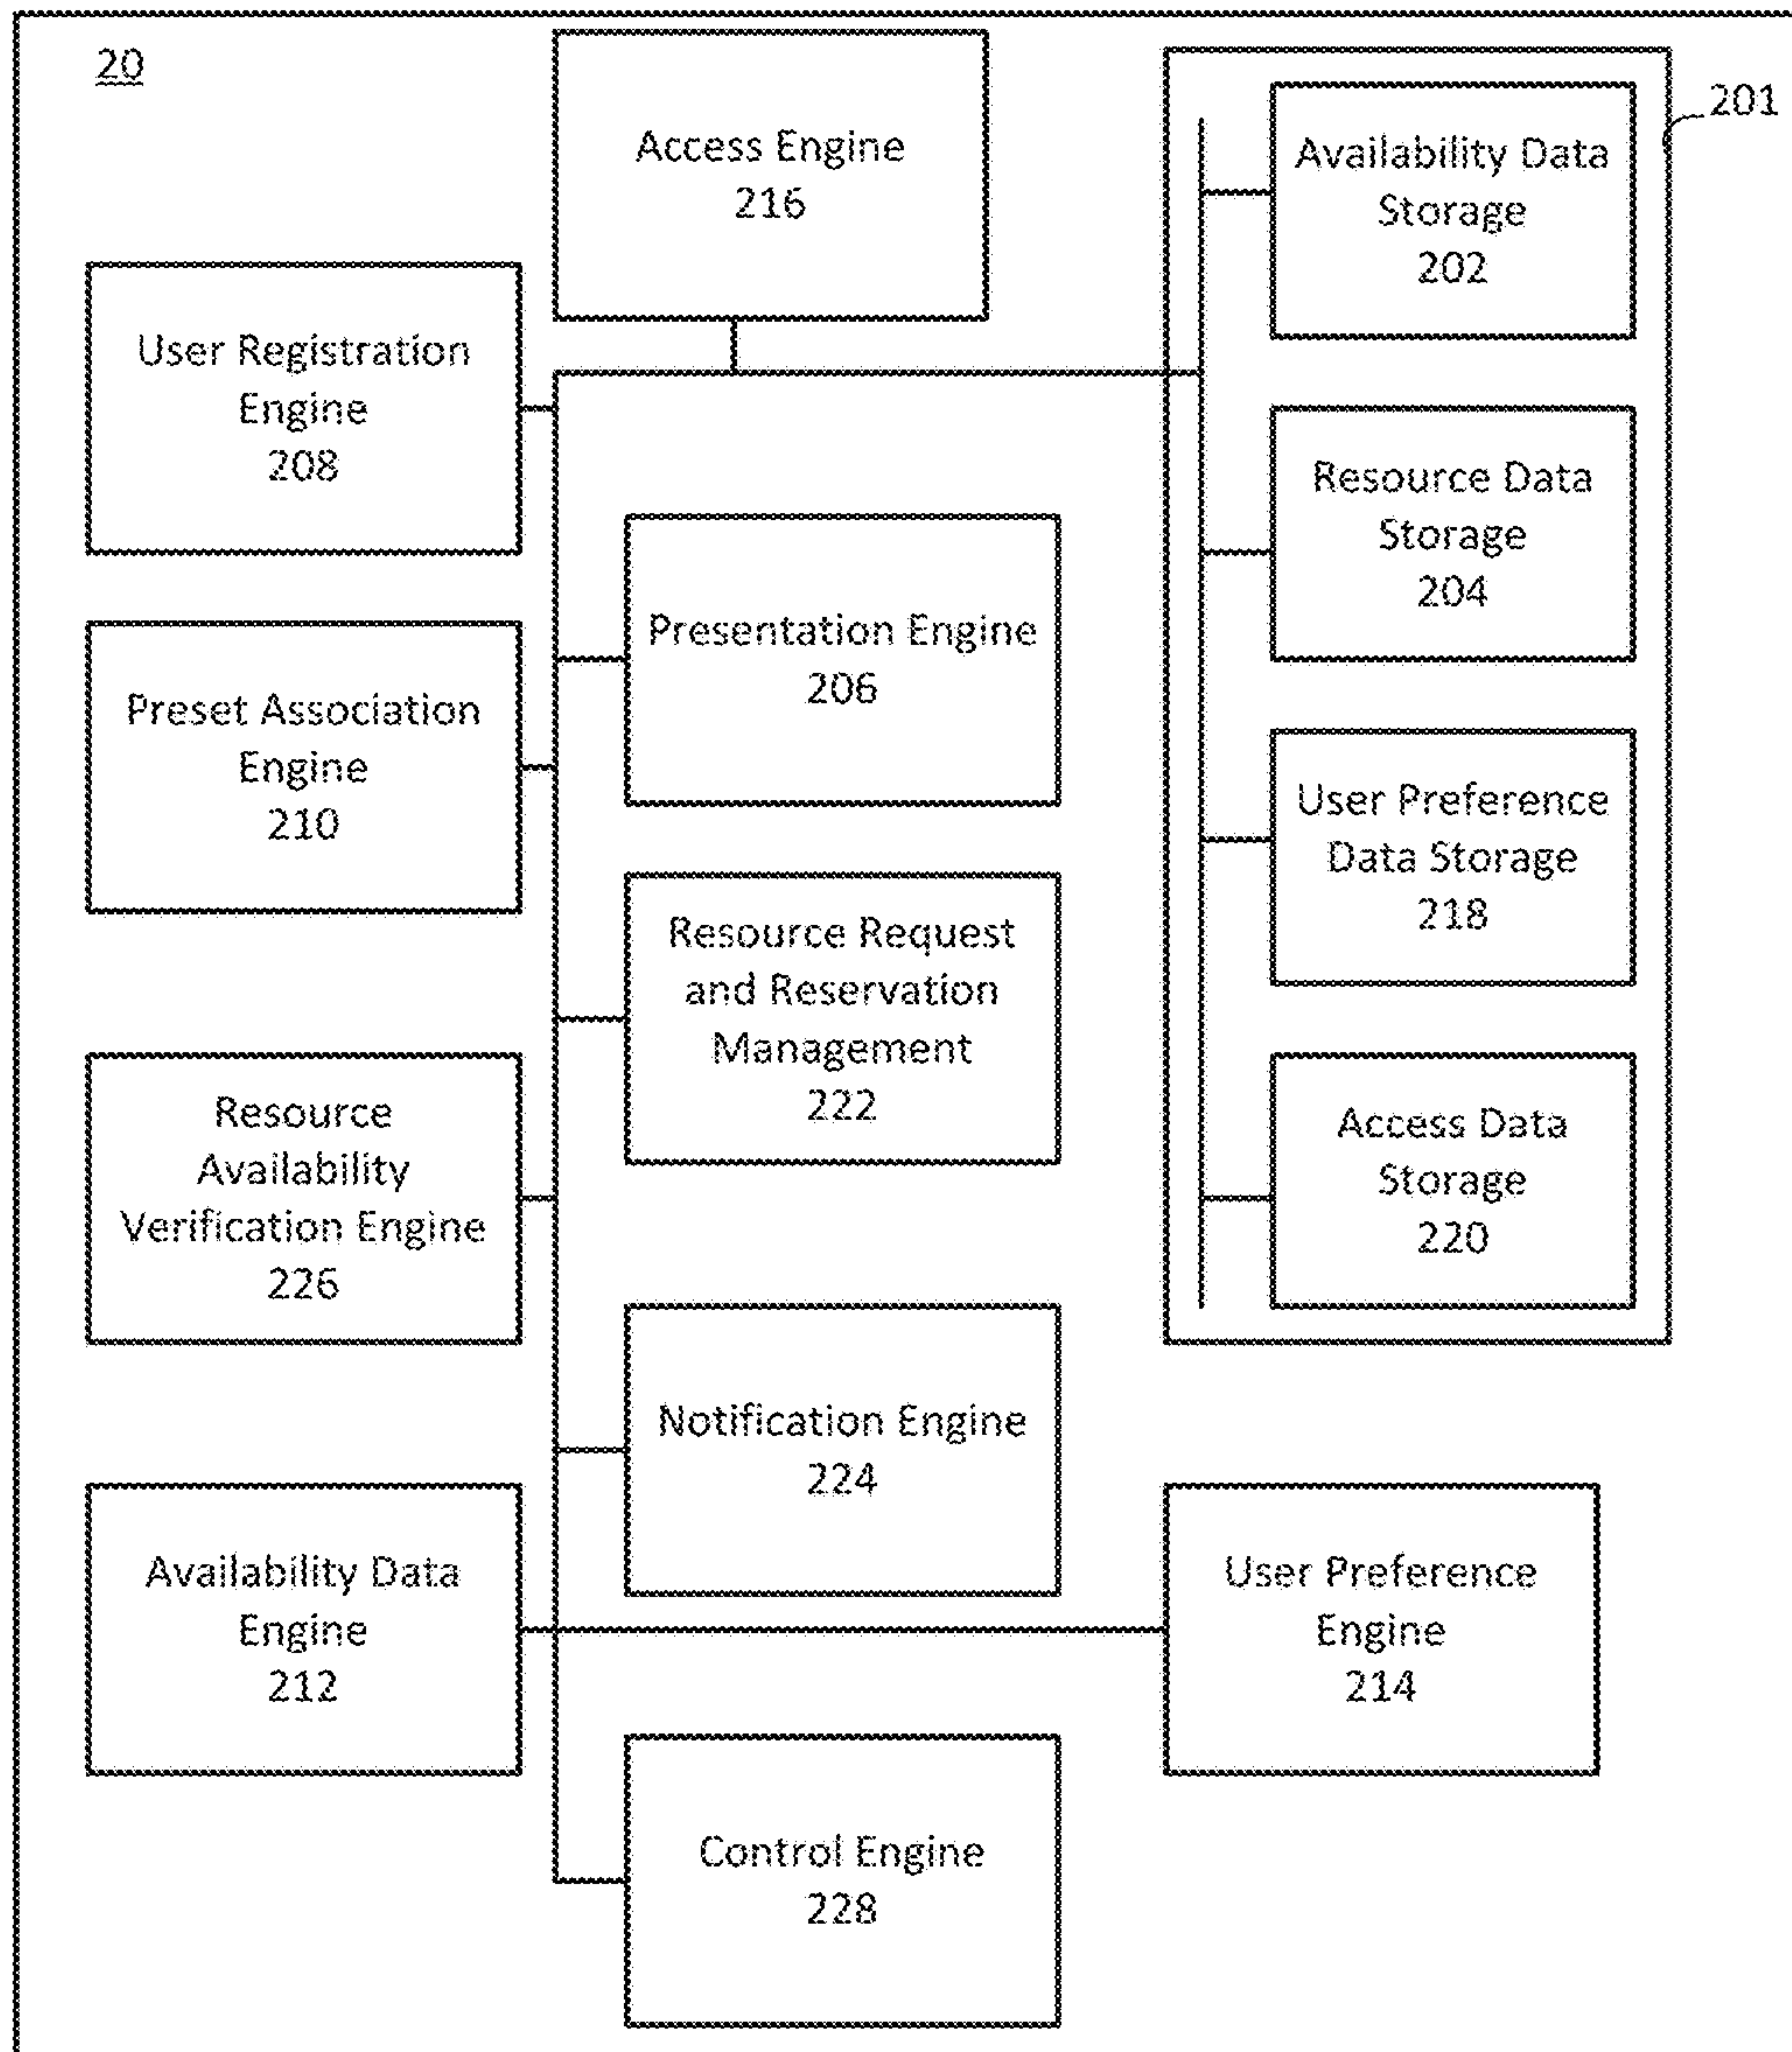 20
Access Engine
216
201
Availability Data
Storage
202
User Registration
Engine
208
Resource Data
Storage
204
Presentation Engine
206
Preset Association
Engine
210
User Preference
Data Storage
218
Resource Request
and Reservation
Management
222
Resource
Availability
Verification Engine
226
Access Data
Storage
220
Notification Engine
224
Availability Data
Engine
212
User Preference
Engine
214
Control Engine
228